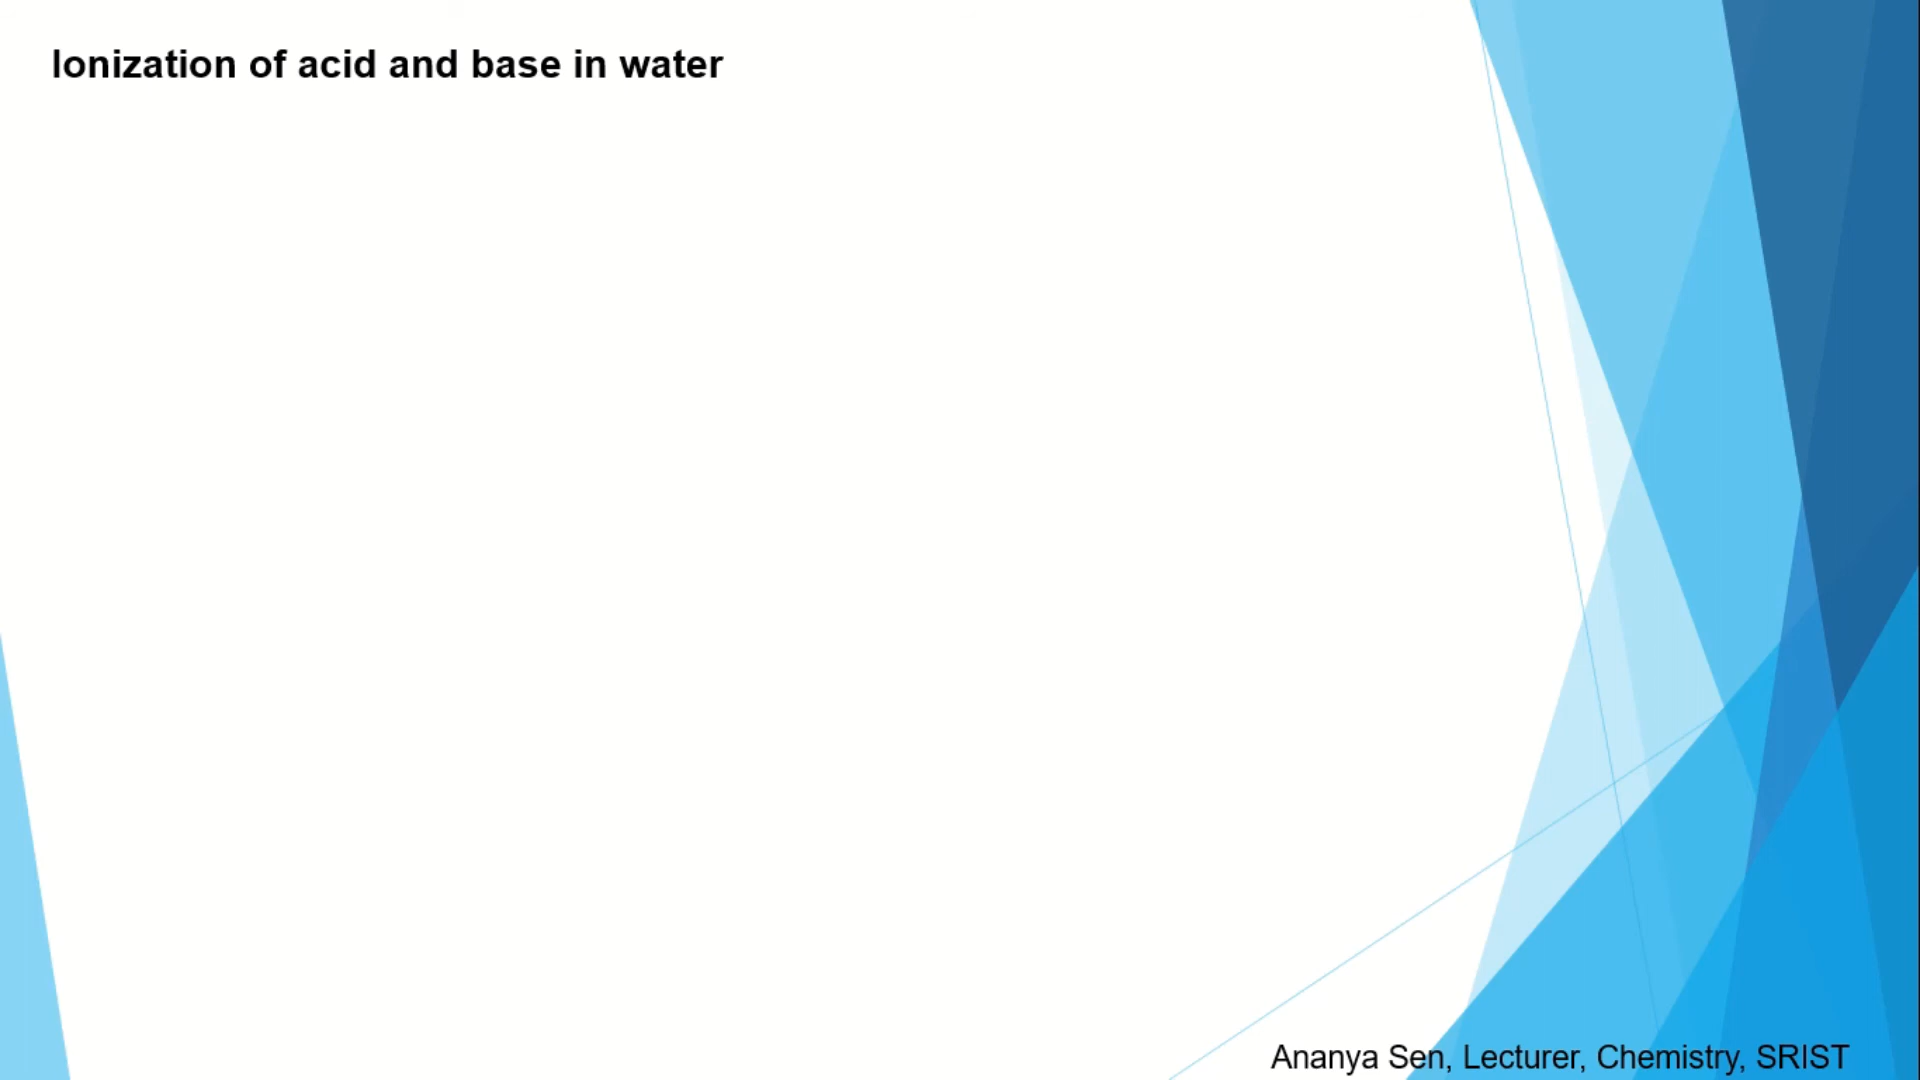 Ionization of acid and base in water
Ananya Sen, Lecturer, Chemistry, SRIST